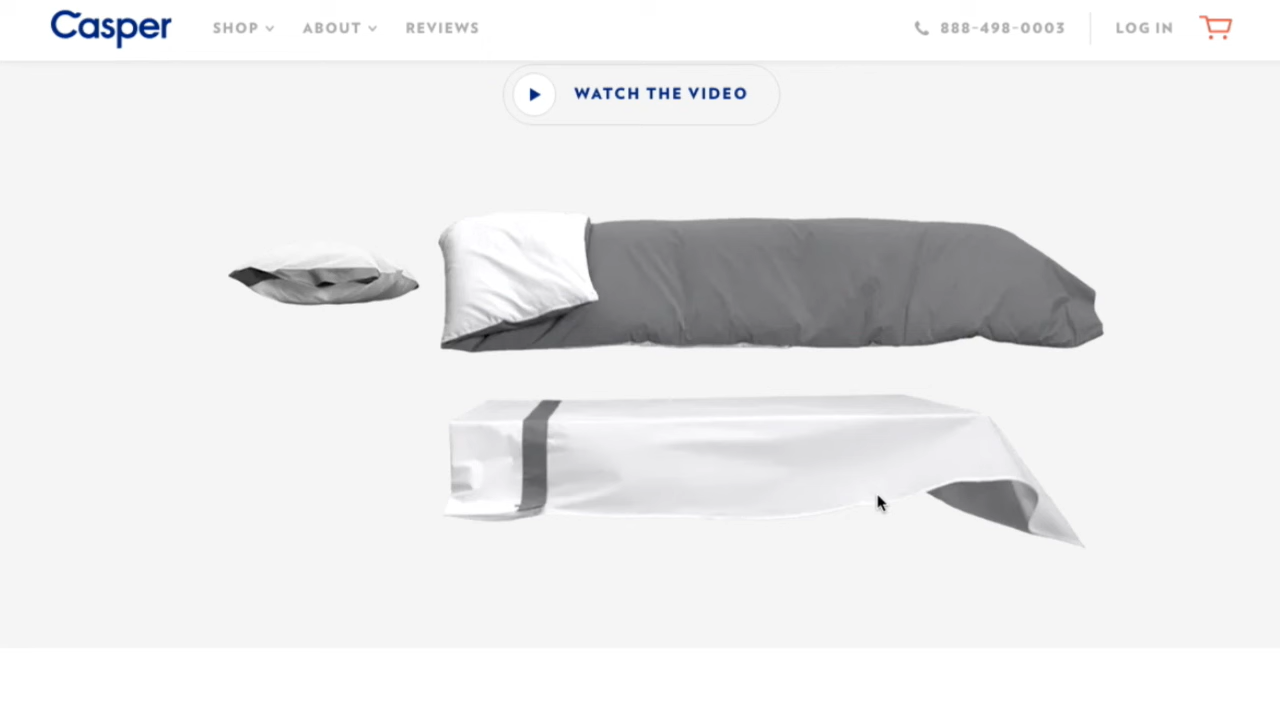 Casper
SHOP
ABOUT
REVIEWS
888-498-0003
LOG IN
WATCH THE VIDEO